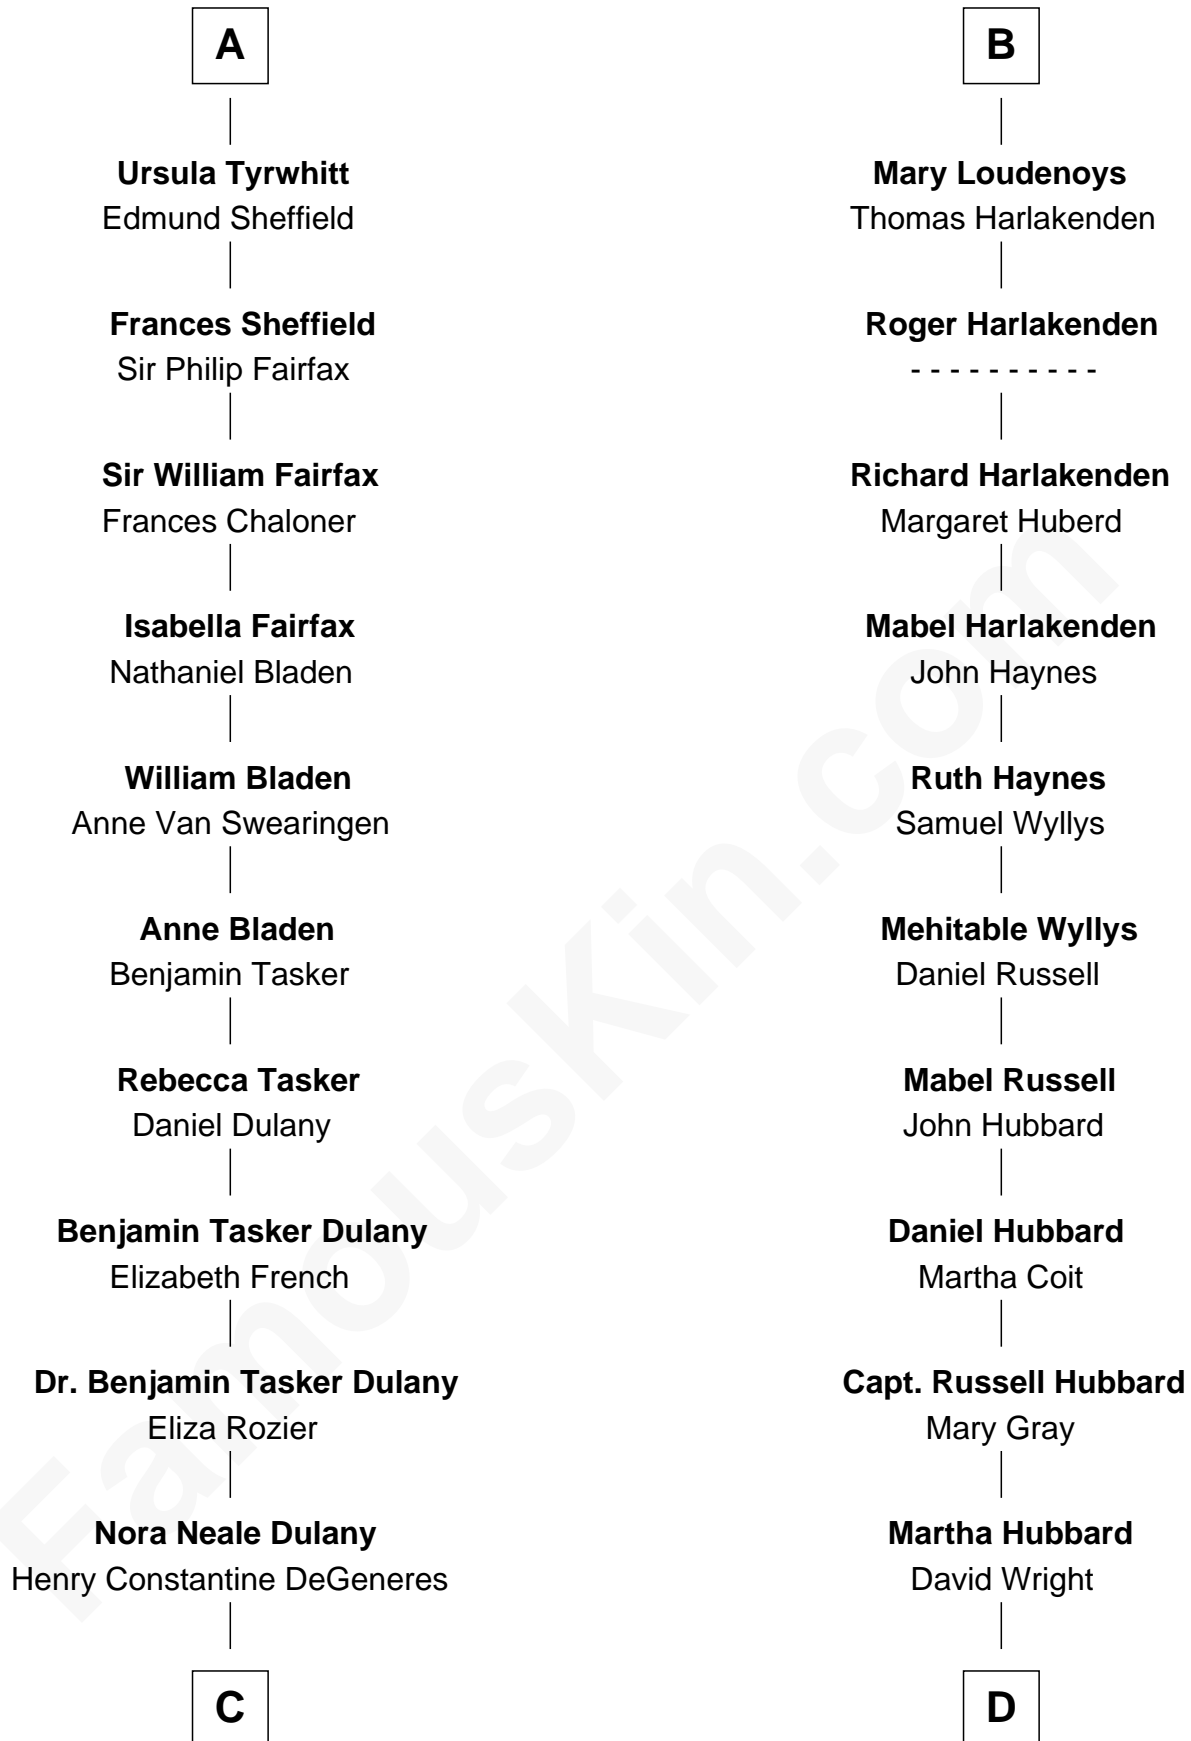 A
Ursula Tyrwhitt
Edmund Sheffield
Frances Sheffield
Sir Philip Fairfax
Sir William Fairfax
Frances Chaloner
Isabella Fairfax
Nathaniel Bladen
William Bladen
Anne Van Swearingen
Anne Bladen
Benjamin Tasker
Rebecca Tasker
Daniel Dulany
Benjamin Tasker Dulany
Elizabeth French
Dr. Benjamin Tasker Dulany
Eliza Rozier
Nora Neale Dulany
Henry Constantine DeGeneres
C
B
Mary Loudenoys
Thomas Harlakenden
Roger Harlakenden
- - - - - - - - - -
Richard Harlakenden
Margaret Huberd
Mabel Harlakenden
John Haynes
Ruth Haynes
Samuel Wyllys
Mehitable Wyllys
Daniel Russell
Mabel Russell
John Hubbard
Daniel Hubbard
Martha Coit
Capt. Russell Hubbard
Mary Gray
Martha Hubbard
David Wright
D
FamousKin.com